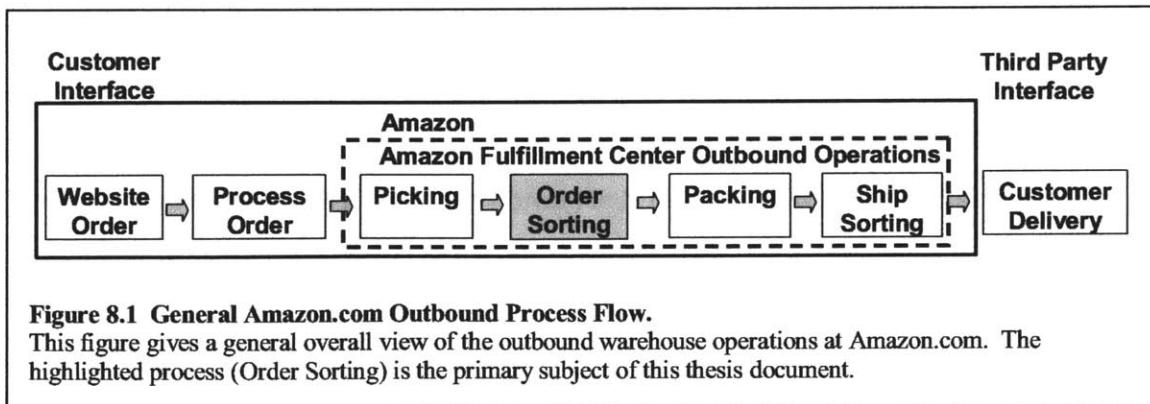 Customer
Interface
Third Party
Interface
Amazon
Amazon Fulfillment Center Outbound Operations
Website
Order
Process
Order
Picking
Order
Sorting
Packing
Ship
Sorting
Customer
Delivery
Figure 8.1 General Amazon.com Outbound Process Flow.
This figure gives a general overall view of the outbound warehouse operations at Amazon.com. The
highlighted process (Order Sorting) is the primary subject of this thesis document.